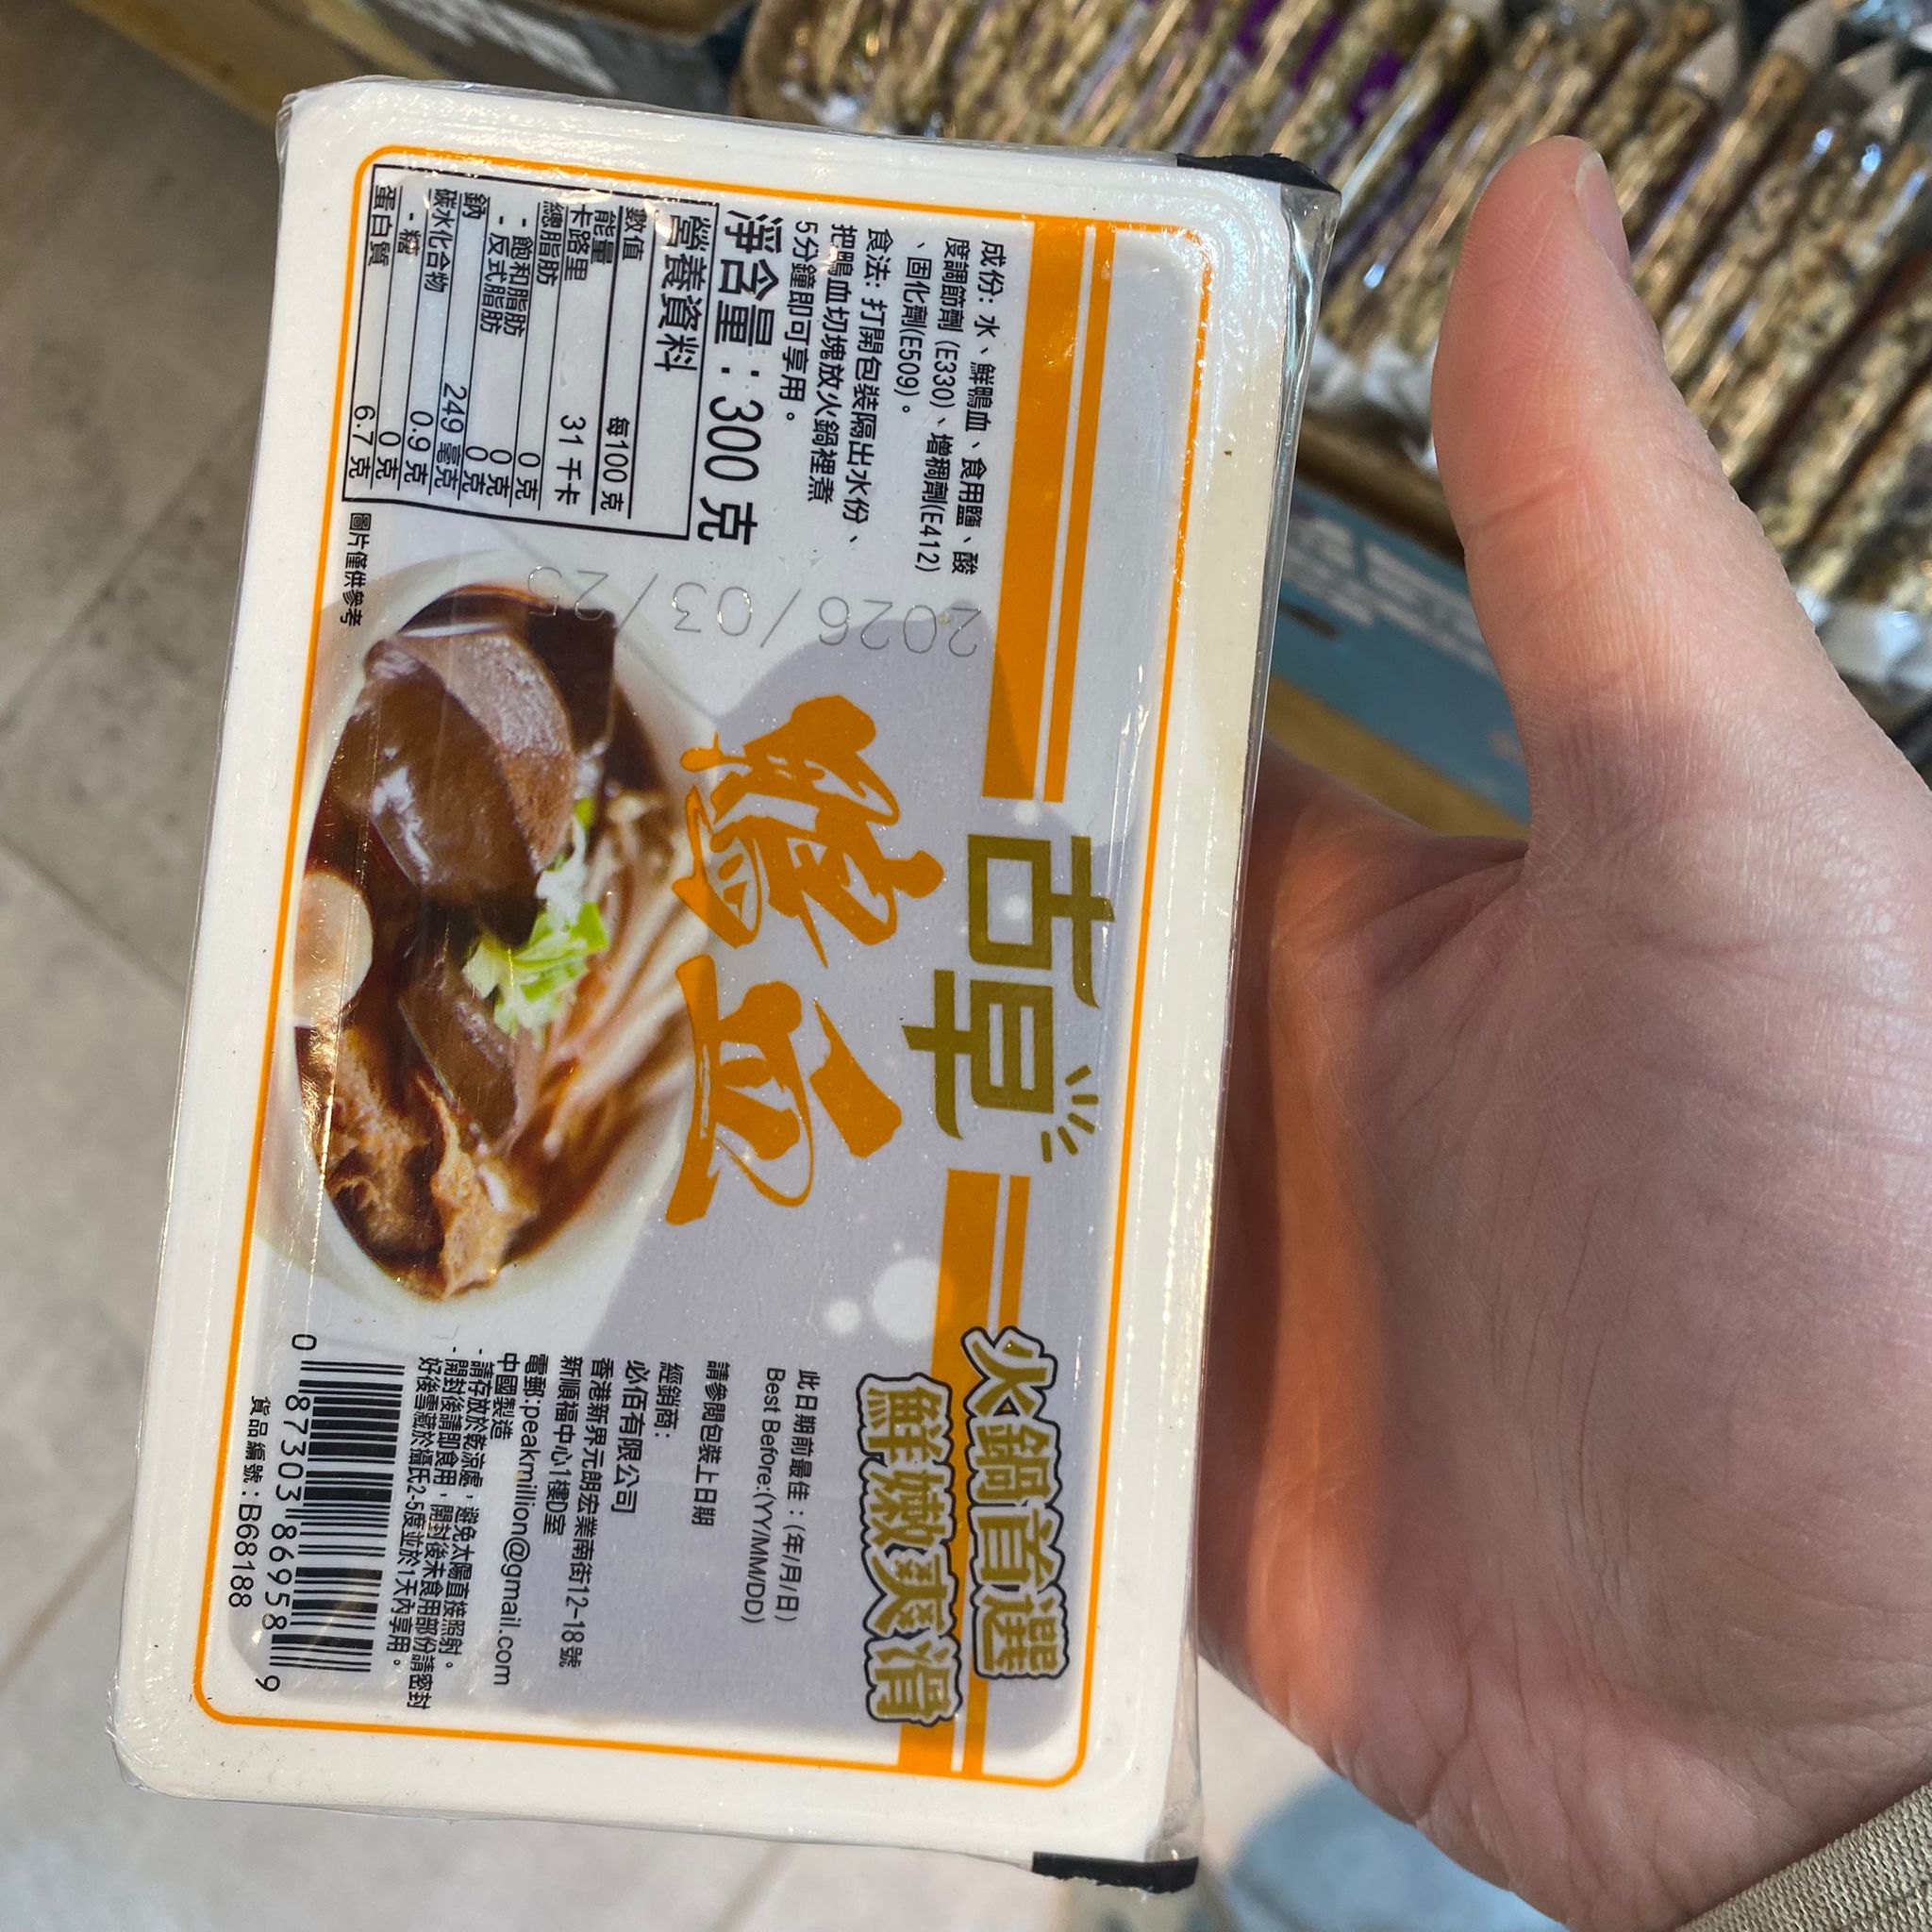 古早
鴨血
火鍋首選
鮮嫩爽滑
成份: 水、鮮鴨血、食用鹽、酸
度調節劑 (E330)、增稠劑(E412)
、固化劑(E509)。
食法: 打開包裝隔出水份、
把鴨血切塊放火鍋裡煮
5分鐘即可享用。
淨含量: 300 克
營養資料
數值 每100 克
能量
卡路里 31 千卡
總脂肪 0 克
- 飽和脂肪 0 克
- 反式脂肪 0 克
鈉 249 毫克
碳水化合物 0.9 克
- 糖 0 克
蛋白質 6.7 克
圖片僅供參考
2026/03/25
此日期前最佳 : (年/月/日)
Best Before:(YY/MM/DD)
請參閱包裝上日期
經銷商:
必佰有限公司
香港新界元朗宏業南街12-18號
新順福中心1樓D室
電郵:peakmillion@gmail.com
中國製造
- 請存放於乾涼處, 避免太陽直接照射。
- 開封後請即食用, 開封後未食用部份請密封
好後雪藏於攝氏2-5度並於1天內享用。
0 87303 86958 9
貨品編號 : B68188